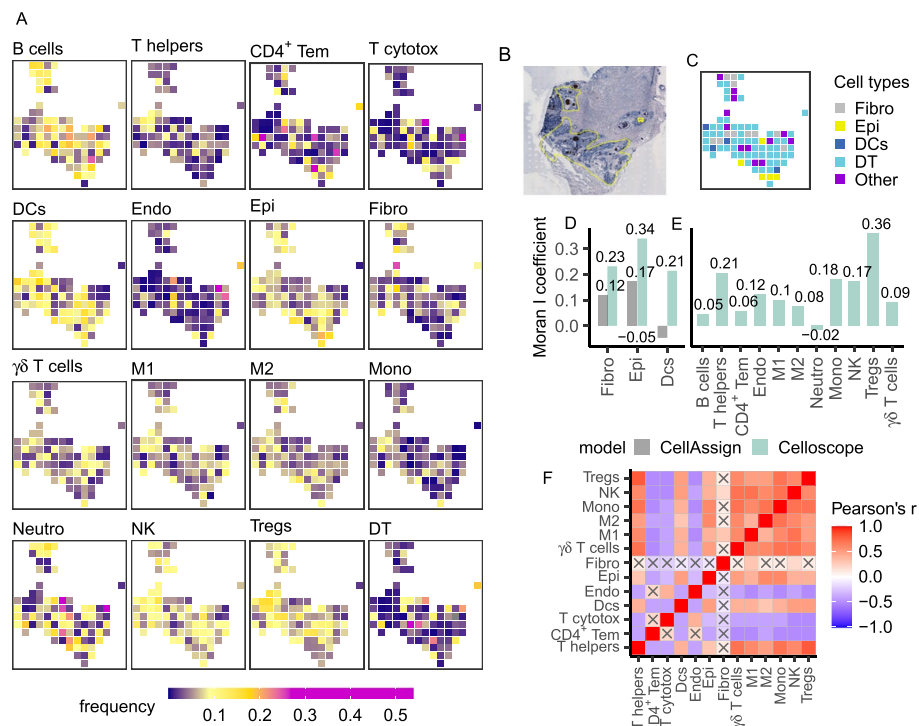 A
B cells
T helpers
CD4+ Tem
T cytotox
DCs
Endo
Epi
Fibro
γδ T cells
M1
M2
Mono
Neutro
NK
Tregs
DT
frequency
0.1 0.2 0.3 0.4 0.5
B
C
Cell types
Fibro
Epi
DCs
DT
Other
D
Moran I coefficient
0.3
0.2
0.1
0.0
0.23
0.12
0.34
0.17
0.21
−0.05
Fibro
Epi
Dcs
E
0.05
0.21
0.06
0.12
0.1
0.08
−0.02
0.18
0.17
0.36
0.09
B cells
T helpers
CD4+ Tem
Endo
M1
M2
Neutro
Mono
NK
Tregs
γδ T cells
model
CellAssign
Celloscope
F
Tregs
NK
Mono
M2
M1
γδ T cells
Fibro
Epi
Endo
Dcs
T cytotox
CD4+ Tem
T helpers
T helpers
D4+ Tem
T cytotox
Dcs
Endo
Epi
Fibro
γδ T cells
M1
M2
Mono
NK
Tregs
Pearson's r
1.0
0.5
0.0
−0.5
−1.0